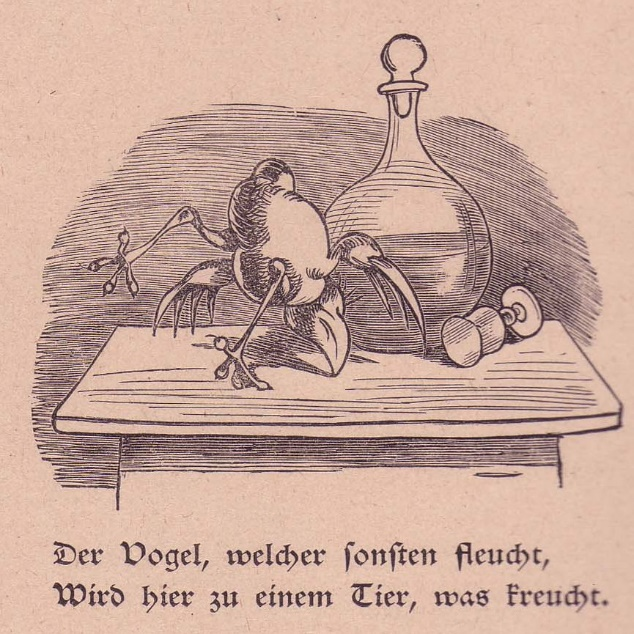 Der Vogel, welcher ſonſten fleucht,
Wird hier zu einem Tier, was kreucht.